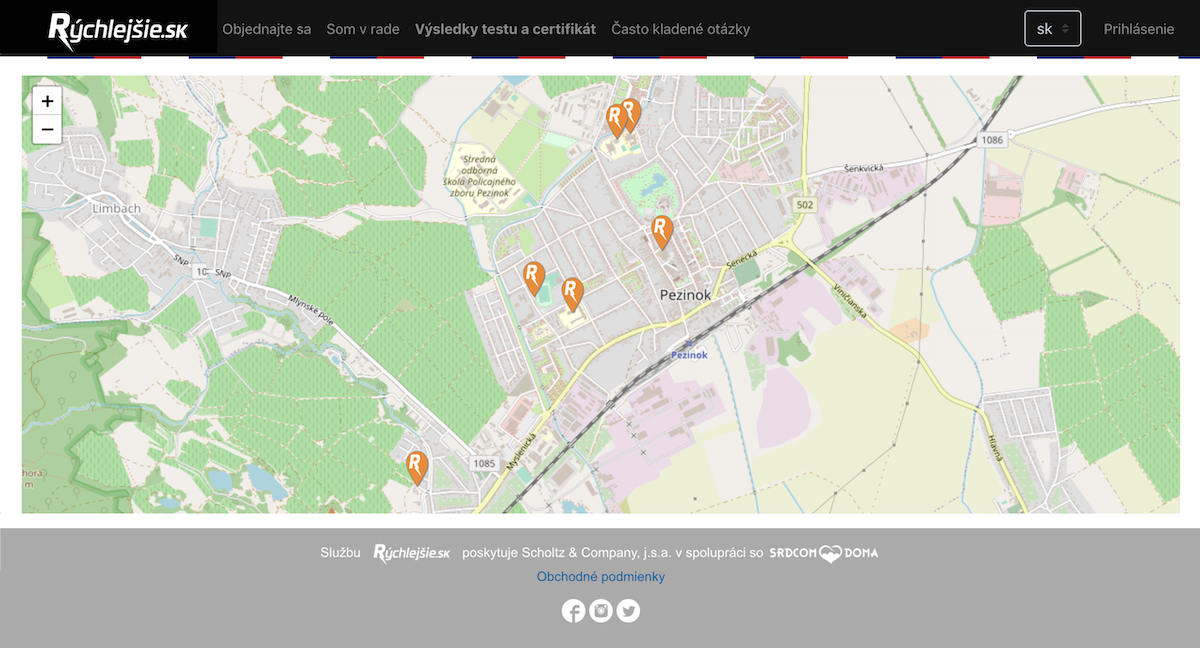 Rýchlejšie.sk Objednajte sa Som v rade Výsledky testu a certifikát Často kladené otázky sk Prihlásenie
+
−
R R
1086
Stredná
odborná
škola Policajného
zboru Pezinok
Šenkvická
502
Limbach
R
SNP
10
SNP
Senecká
R
R
Pezinok
Mlynské pole
Viničianska
Pezinok
Hlavná
Myslenická
R
1085
hora
m
Službu Rýchlejšie.sk poskytuje Scholtz & Company, j.s.a. v spolupráci so SRDCOM DOMA
Obchodné podmienky